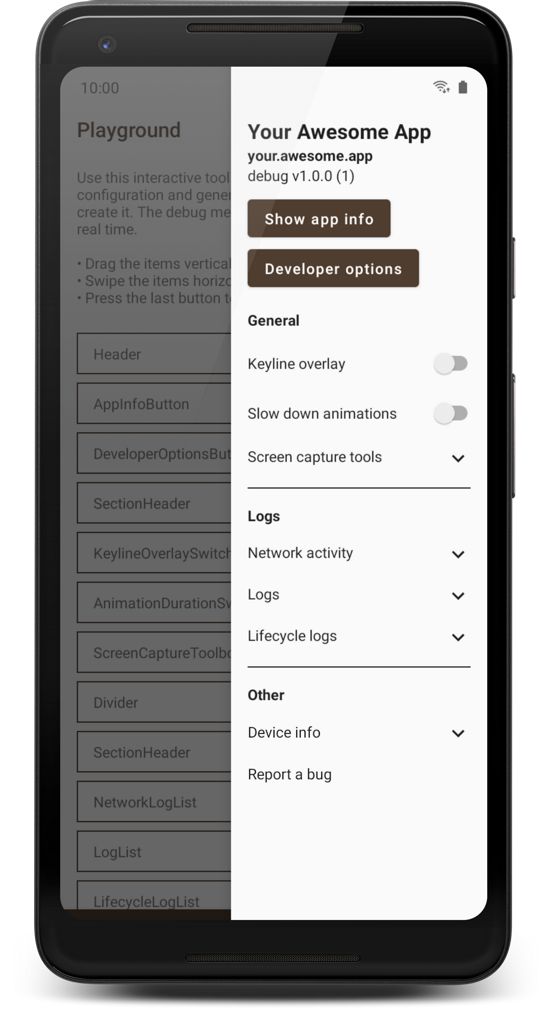 10:00
Playground
Use this interactive tool
configuration and gene
create it. The debug me
real time.
• Drag the items vertical
• Swipe the items horizo
• Press the last button t
Header
AppInfoButton
DeveloperOptionsBut
SectionHeader
KeylineOverlaySwitch
AnimationDurationSw
ScreenCaptureToolbo
Divider
SectionHeader
NetworkLogList
LogList
LifecycleLogList
Your Awesome App
your.awesome.app
debug v1.0.0 (1)
Show app info
Developer options
General
Keyline overlay
Slow down animations
Screen capture tools
Logs
Network activity
Logs
Lifecycle logs
Other
Device info
Report a bug